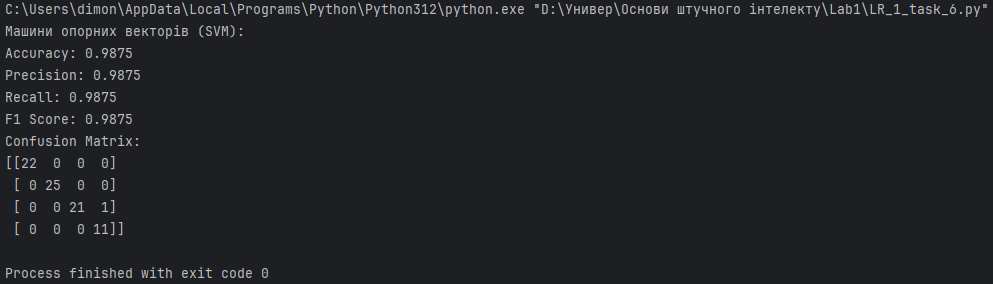 C:\Users\dimon\AppData\Local\Programs\Python\Python312\python.exe "D:\Универ\Основи штучного інтелекту\Lab1\LR_1_task_6.py"
Машини опорних векторів (SVM):
Accuracy: 0.9875
Precision: 0.9875
Recall: 0.9875
F1 Score: 0.9875
Confusion Matrix:
[[22  0  0  0]
 [ 0 25  0  0]
 [ 0  0 21  1]
 [ 0  0  0 11]]
Process finished with exit code 0